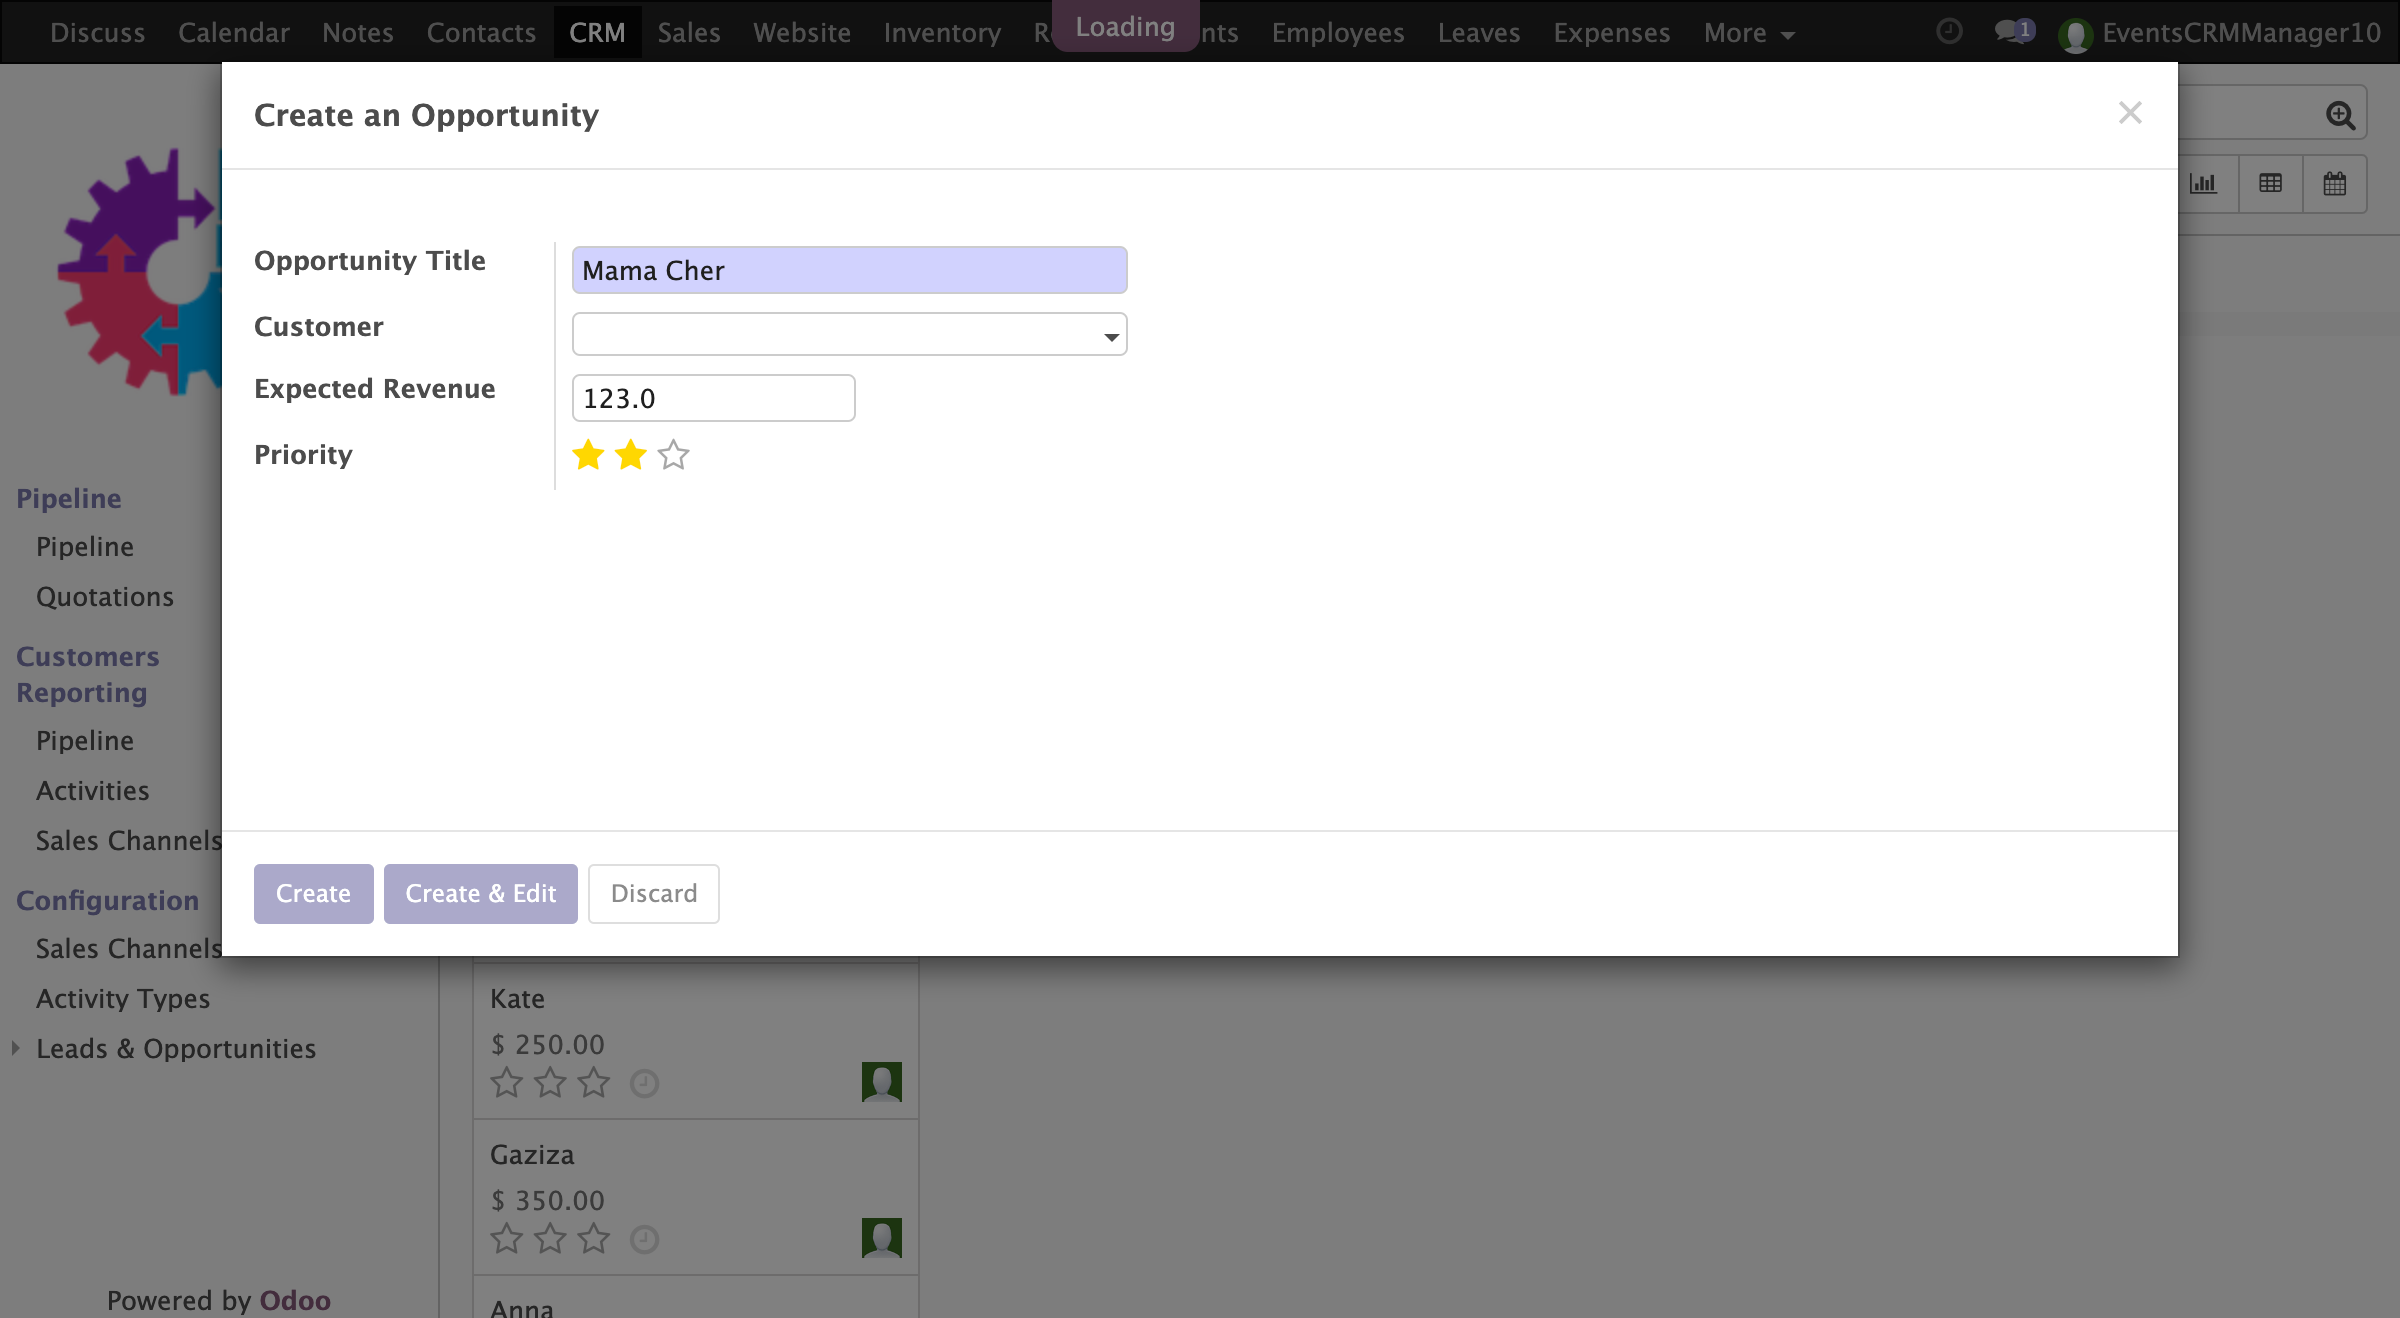 Discuss Calendar Notes Contacts CRM Sales Website Inventory Loading Employees Leaves Expenses More 1 EventsCRMManager10
Create an Opportunity
Opportunity Title Mama Cher
Customer
Expected Revenue 123.0
Priority
Create Create & Edit Discard
Pipeline
Pipeline
Quotations
Customers
Reporting
Pipeline
Activities
Sales Channels
Configuration
Sales Channels
Activity Types
Leads & Opportunities
Powered by Odoo
Kate
$ 250.00
Gaziza
$ 350.00
Anna